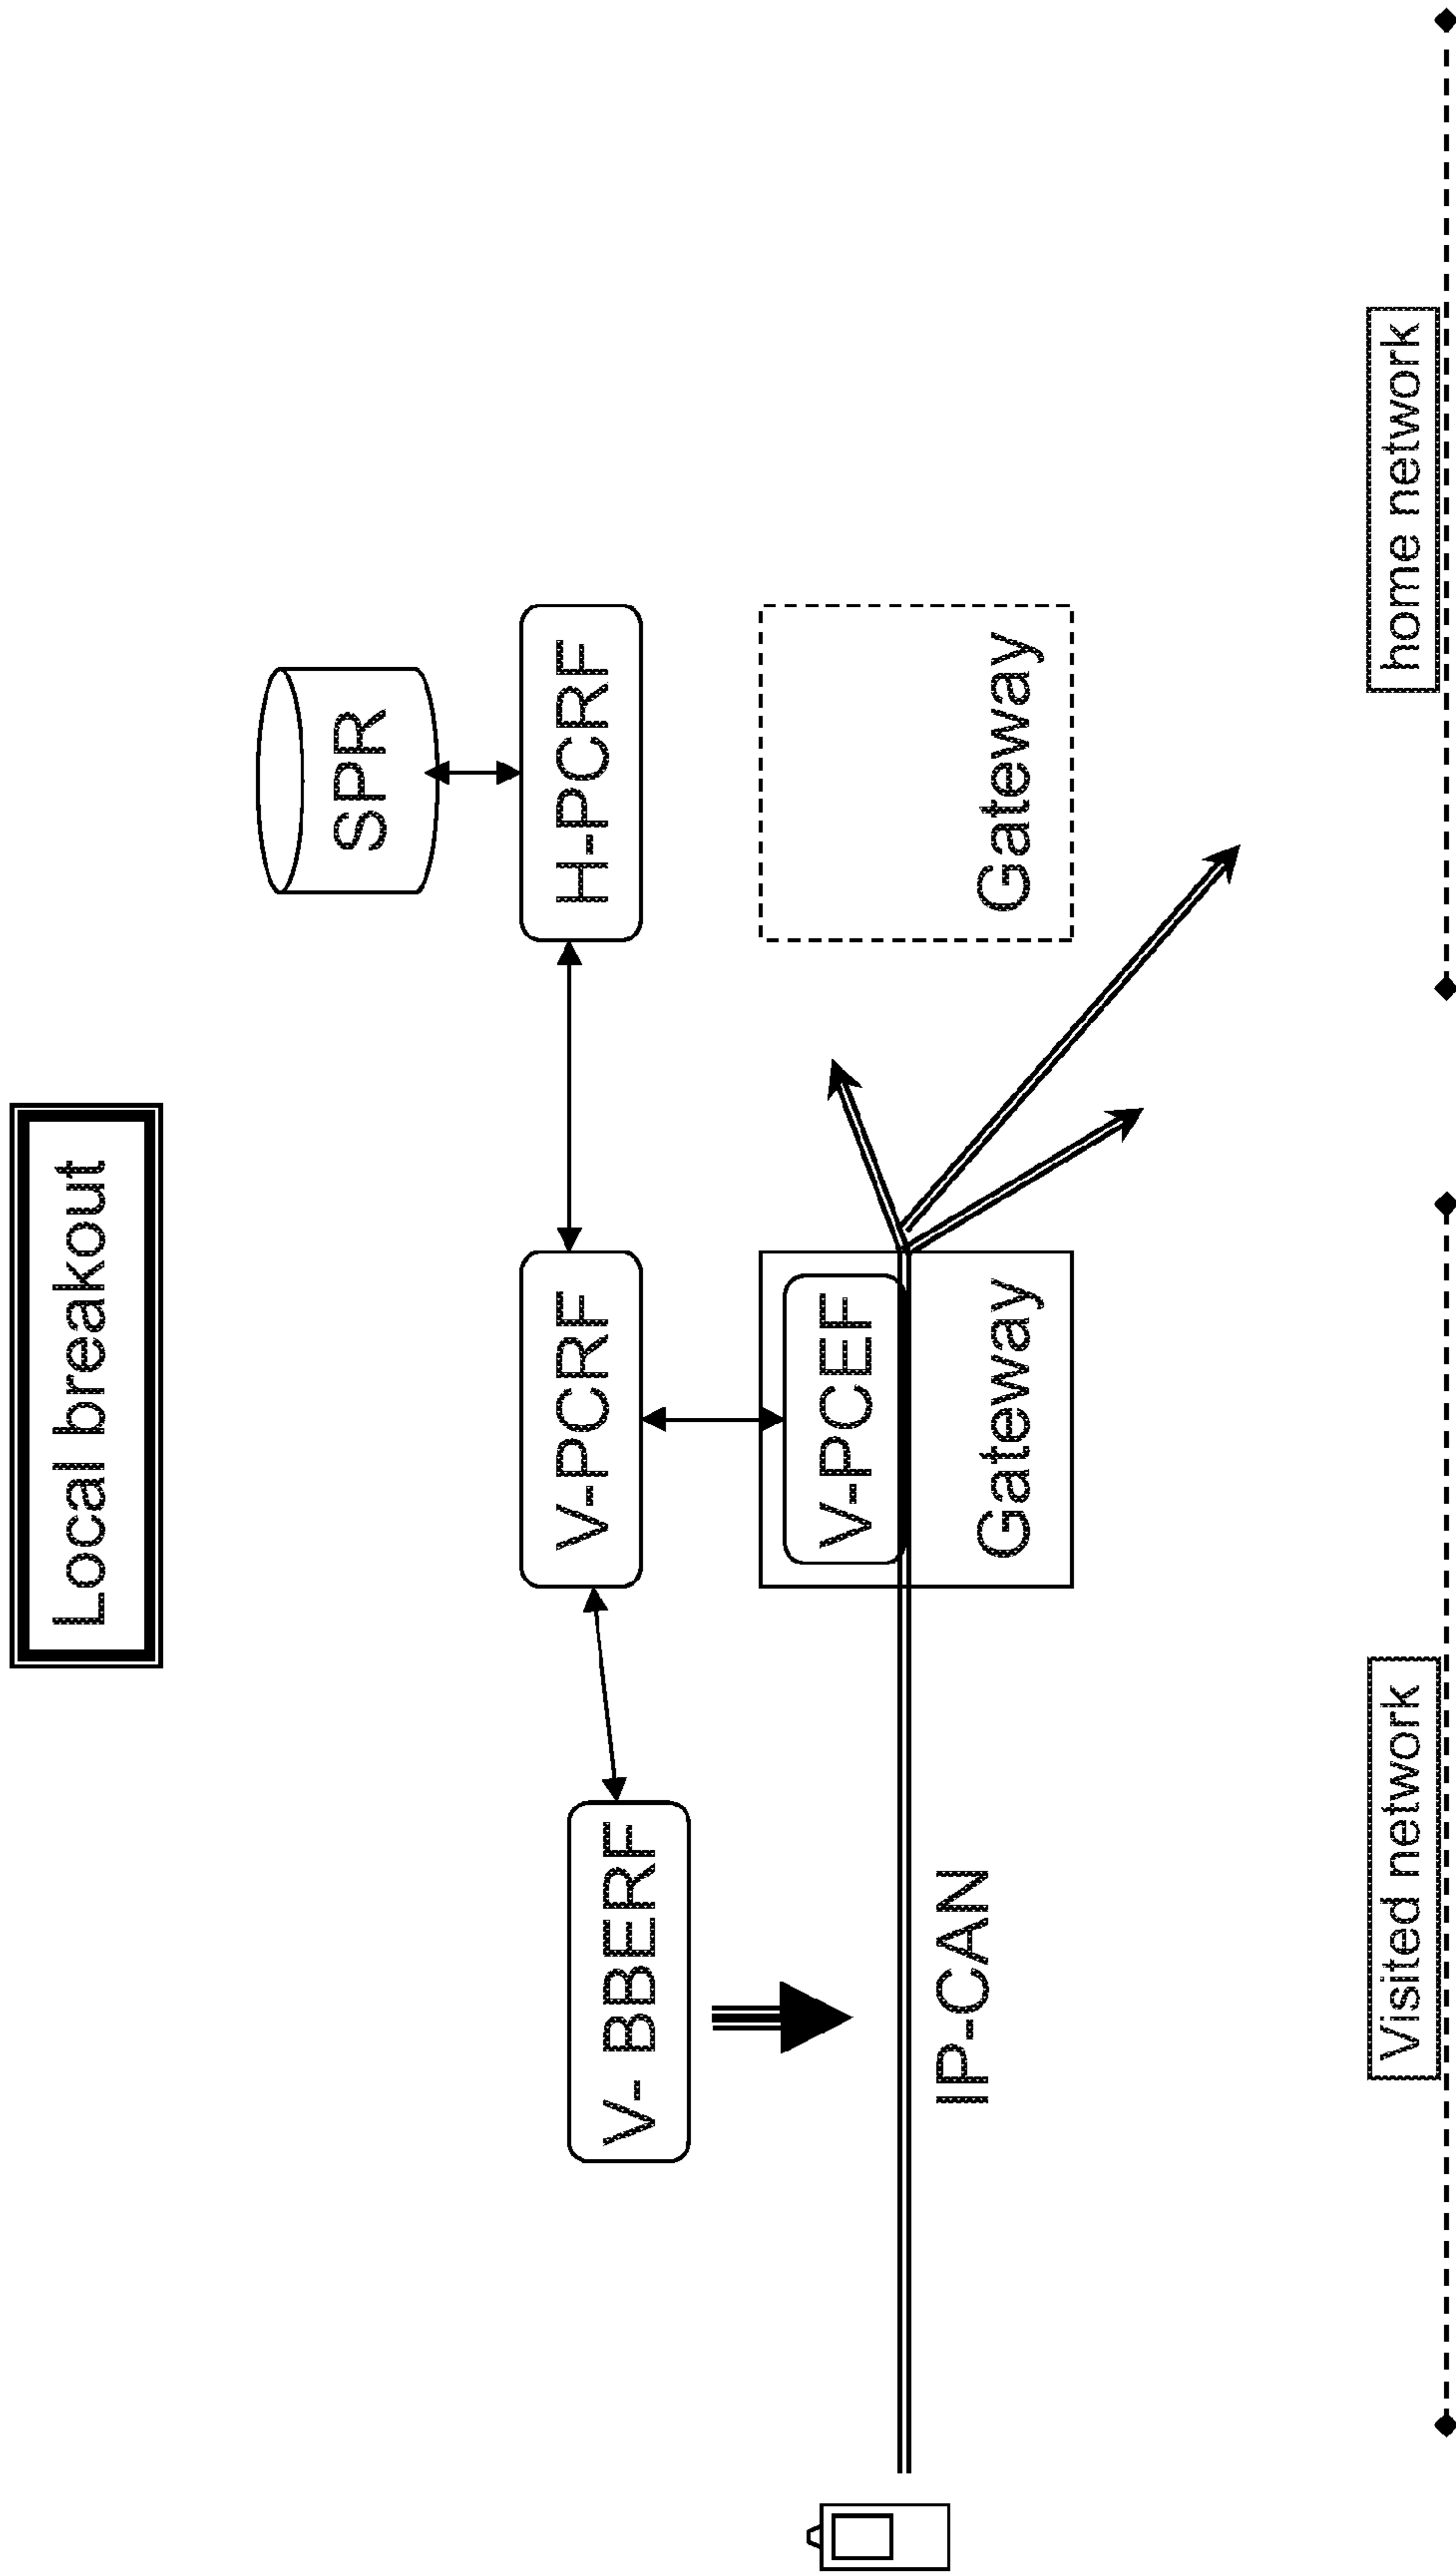 Local breakout
SPR
V- BBERF
V-PCRF
H-PCRF
V-PCEF
IP-CAN
Gateway
Gateway
Visited network
home network